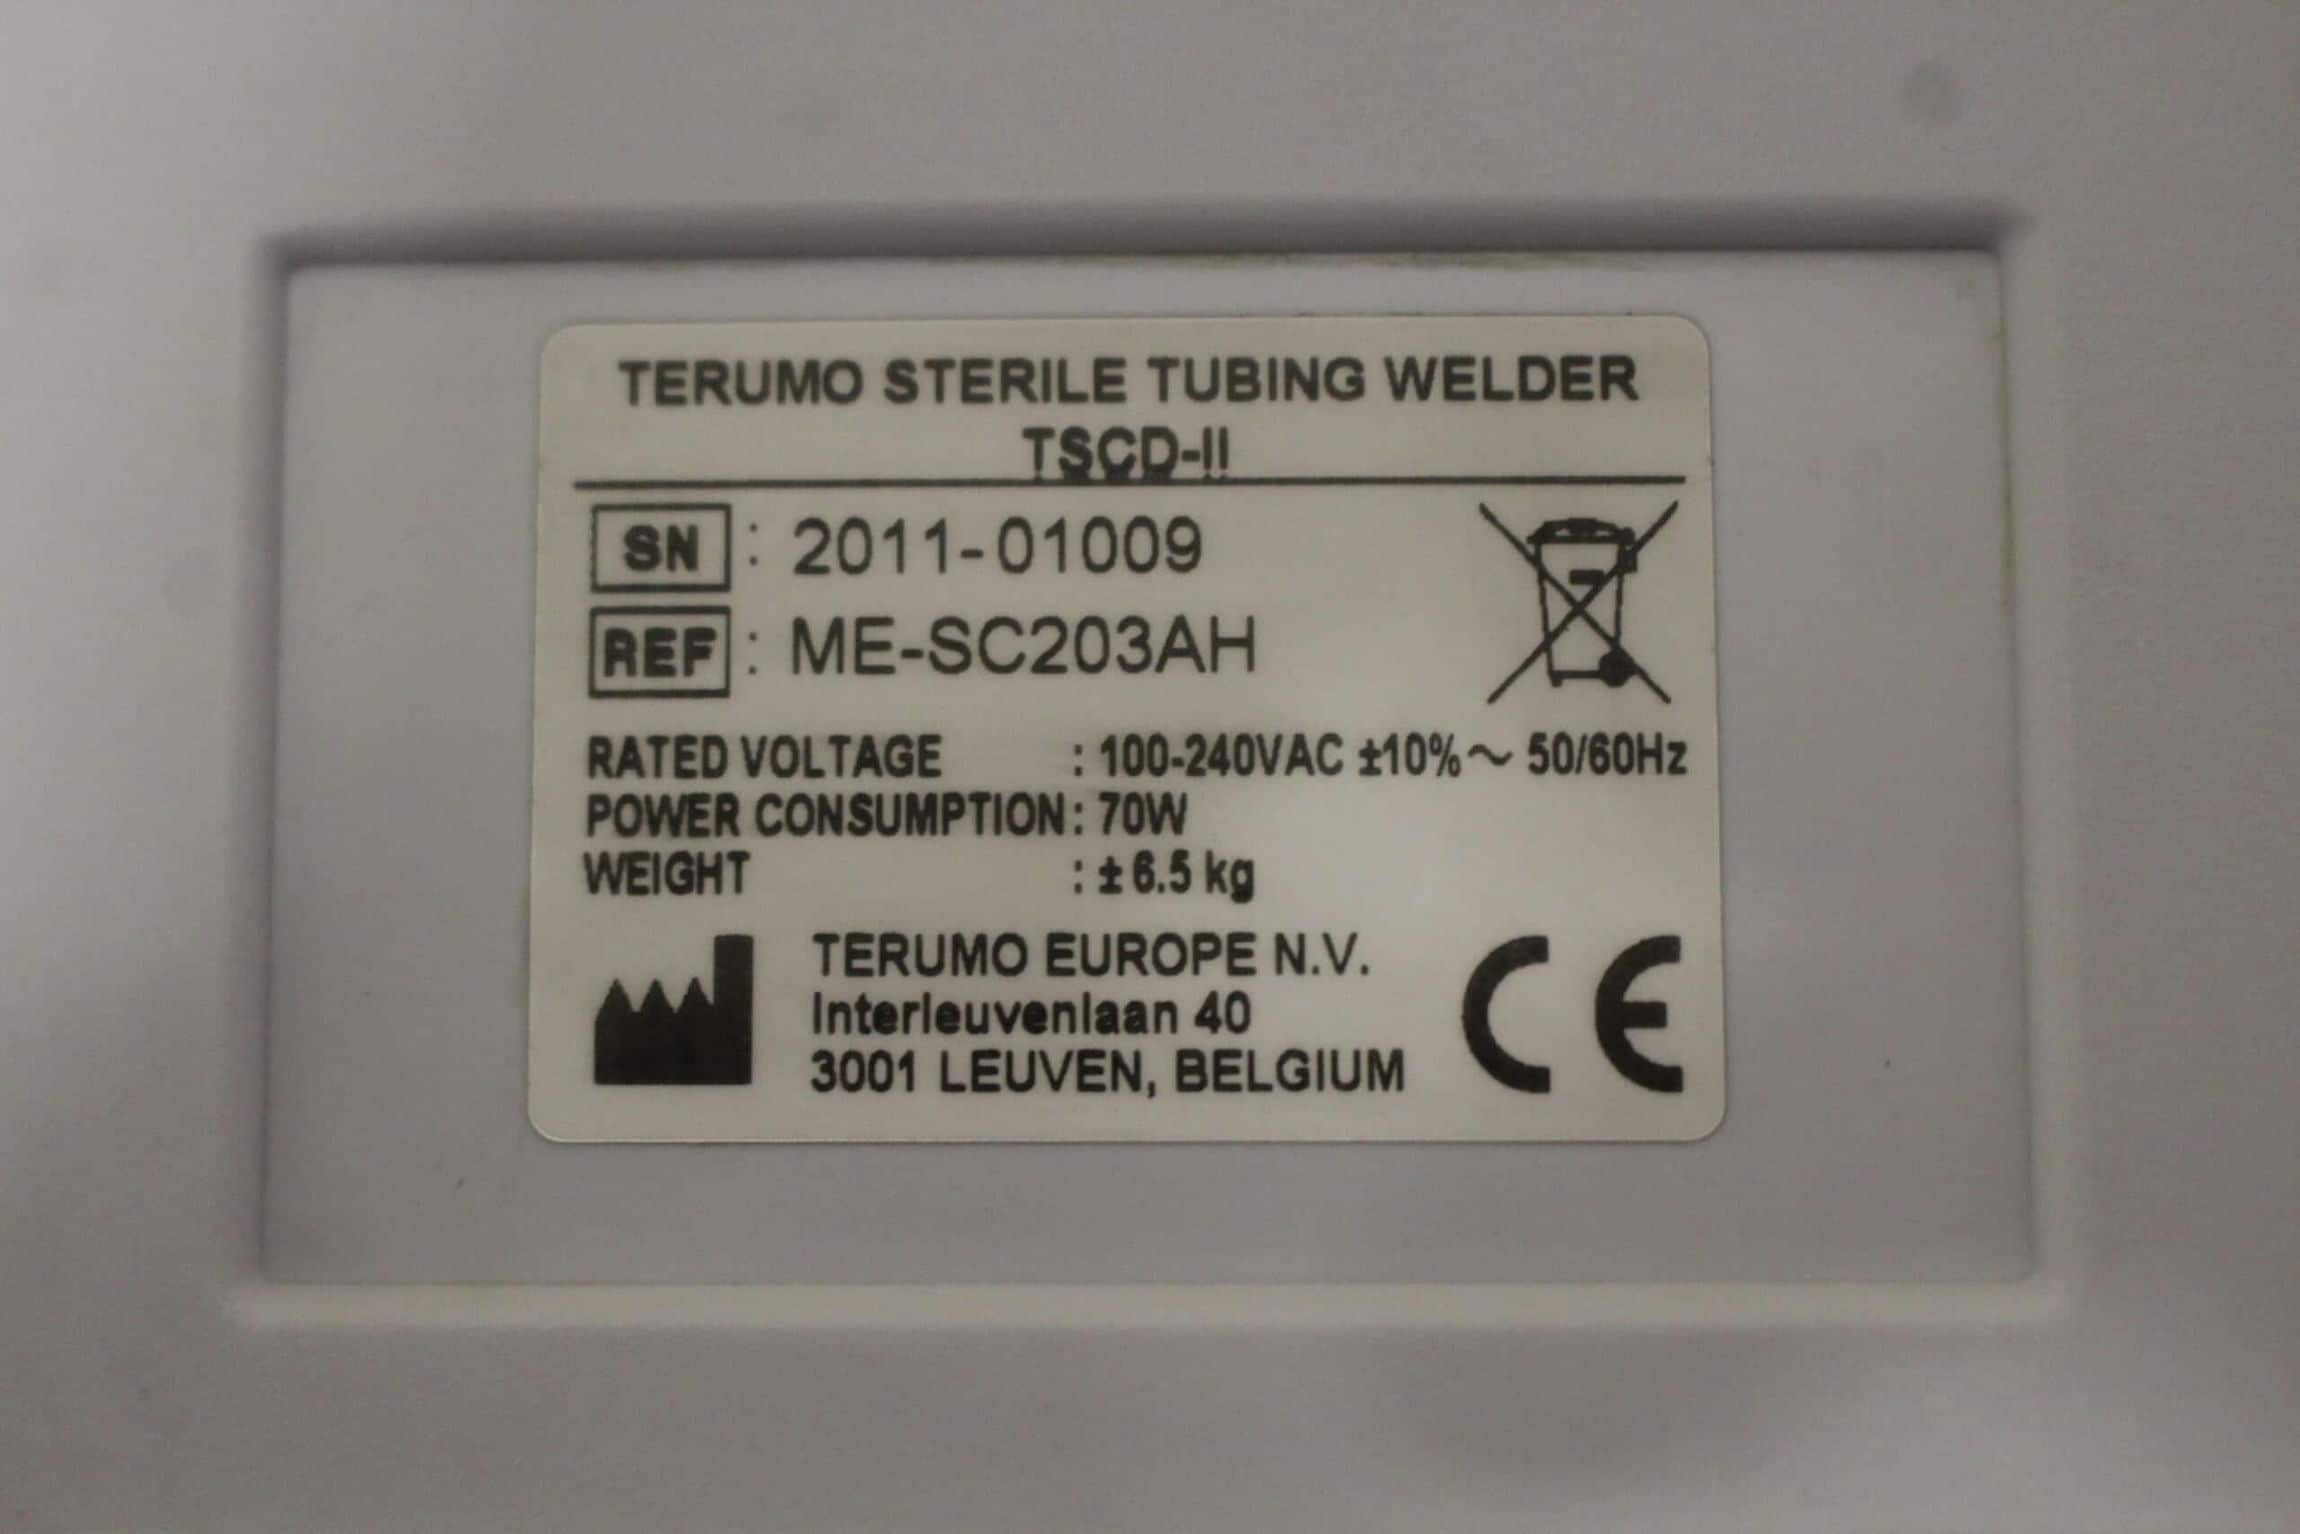 TERUMO STERILE TUBING WELDER
TSCD-II
SN : 2011-01009
REF : ME-SC203AH
RATED VOLTAGE : 100-240VAC ±10%～ 50/60Hz
POWER CONSUMPTION : 70W
WEIGHT : ± 6.5 kg
TERUMO EUROPE N.V.
Interleuvenlaan 40
3001 LEUVEN, BELGIUM
CE